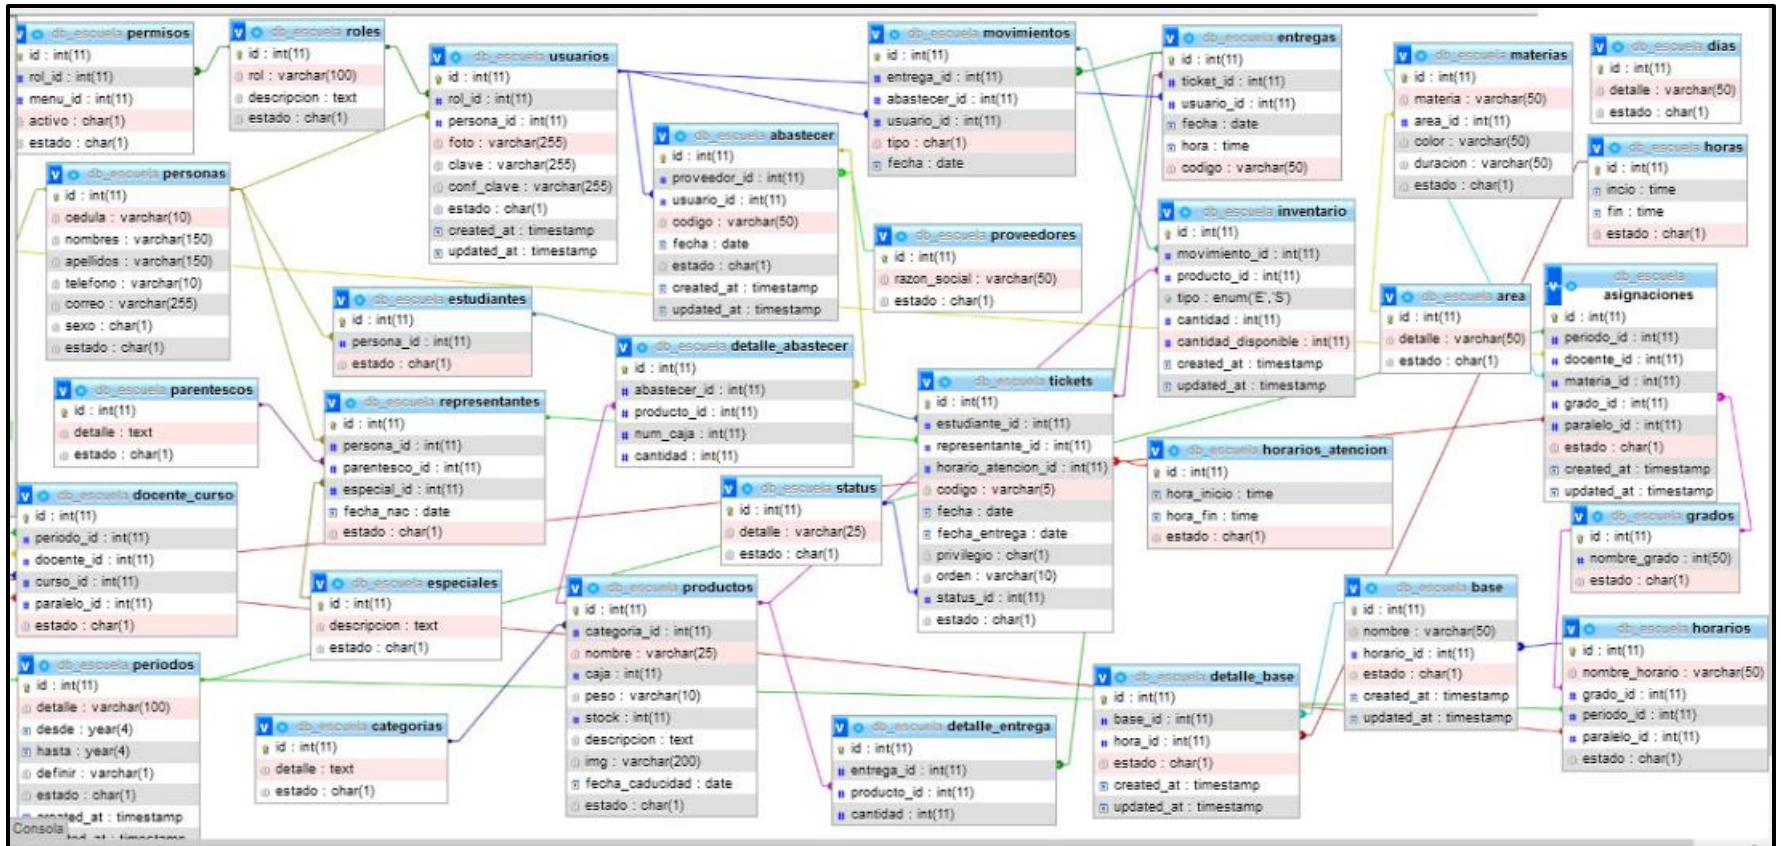 db_escuela permisos
id : int(11)
rol_id : int(11)
menu_id : int(11)
activo : char(1)
estado : char(1)
db_escuela roles
id : int(11)
rol : varchar(100)
descripcion : text
estado : char(1)
db_escuela usuarios
id : int(11)
rol_id : int(11)
persona_id : int(11)
foto : varchar(255)
clave : varchar(255)
conf_clave : varchar(255)
estado : char(1)
created_at : timestamp
updated_at : timestamp
db_escuela movimientos
id : int(11)
entrega_id : int(11)
abastecer_id : int(11)
usuario_id : int(11)
tipo : char(1)
fecha : date
db_escuela entregas
id : int(11)
ticket_id : int(11)
usuario_id : int(11)
fecha : date
hora : time
codigo : varchar(50)
db_escuela materias
id : int(11)
materia : varchar(50)
area_id : int(11)
color : varchar(50)
duracion : varchar(50)
estado : char(1)
db_escuela dias
id : int(11)
detalle : varchar(50)
estado : char(1)
db_escuela horas
id : int(11)
incio : time
fin : time
estado : char(1)
db_escuela personas
id : int(11)
cedula : varchar(10)
nombres : varchar(150)
apellidos : varchar(150)
telefono : varchar(10)
correo : varchar(255)
sexo : char(1)
estado : char(1)
db_escuela abastecer
id : int(11)
proveedor_id : int(11)
usuario_id : int(11)
codigo : varchar(50)
fecha : date
estado : char(1)
created_at : timestamp
updated_at : timestamp
db_escuela proveedores
id : int(11)
razon_social : varchar(50)
estado : char(1)
db_escuela inventario
id : int(11)
movimiento_id : int(11)
producto_id : int(11)
tipo : enum('E','S')
cantidad : int(11)
cantidad_disponible : int(11)
created_at : timestamp
updated_at : timestamp
db_escuela area
id : int(11)
detalle : varchar(50)
estado : char(1)
db_escuela
asignaciones
id : int(11)
periodo_id : int(11)
docente_id : int(11)
materia_id : int(11)
grado_id : int(11)
paralelo_id : int(11)
estado : char(1)
created_at : timestamp
updated_at : timestamp
db_escuela estudiantes
id : int(11)
persona_id : int(11)
estado : char(1)
db_escuela detalle_abastecer
id : int(11)
abastecer_id : int(11)
producto_id : int(11)
num_caja : int(11)
cantidad : int(11)
db_escuela parentescos
id : int(11)
detalle : text
estado : char(1)
db_escuela representantes
id : int(11)
persona_id : int(11)
parentesco_id : int(11)
especial_id : int(11)
fecha_nac : date
estado : char(1)
db_escuela tickets
id : int(11)
estudiante_id : int(11)
representante_id : int(11)
horario_atencion_id : int(11)
codigo : varchar(5)
fecha : date
fecha_entrega : date
privilegio : char(1)
orden : varchar(10)
status_id : int(11)
estado : char(1)
db_escuela horarios_atencion
id : int(11)
hora_inicio : time
hora_fin : time
estado : char(1)
db_escuela docente_curso
id : int(11)
periodo_id : int(11)
docente_id : int(11)
curso_id : int(11)
paralelo_id : int(11)
estado : char(1)
db_escuela status
id : int(11)
detalle : varchar(25)
estado : char(1)
db_escuela grados
id : int(11)
nombre_grado : int(50)
estado : char(1)
db_escuela especiales
id : int(11)
descripcion : text
estado : char(1)
db_escuela productos
id : int(11)
categoria_id : int(11)
nombre : varchar(25)
caja : int(11)
peso : varchar(10)
stock : int(11)
descripcion : text
img : varchar(200)
fecha_caducidad : date
estado : char(1)
db_escuela base
id : int(11)
nombre : varchar(50)
horario_id : int(11)
estado : char(1)
created_at : timestamp
updated_at : timestamp
db_escuela horarios
id : int(11)
nombre_horario : varchar(50)
grado_id : int(11)
periodo_id : int(11)
paralelo_id : int(11)
estado : char(1)
db_escuela periodos
id : int(11)
detalle : varchar(100)
desde : year(4)
hasta : year(4)
definir : varchar(1)
estado : char(1)
timestamp
Consola
db_escuela categorias
id : int(11)
detalle : text
estado : char(1)
db_escuela detalle_entrega
id : int(11)
entrega_id : int(11)
producto_id : int(11)
cantidad : int(11)
db_escuela detalle_base
id : int(11)
base_id : int(11)
hora_id : int(11)
estado : char(1)
created_at : timestamp
updated_at : timestamp